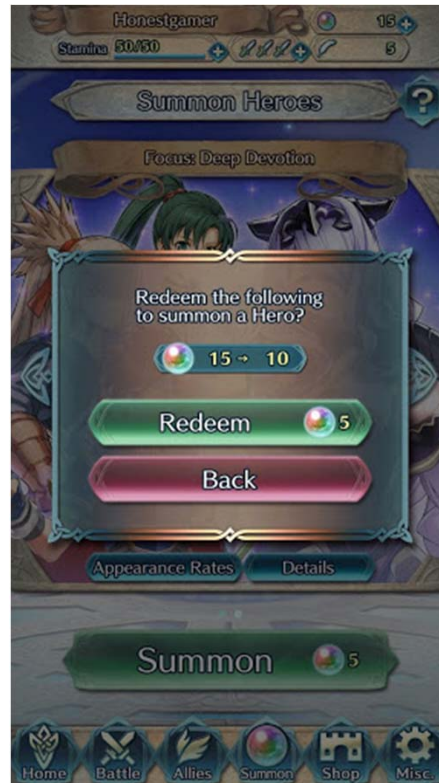 Honestgamer
15
Stamina 50/50
5
Summon Heroes
?
Focus: Deep Devotion
Redeem the following
to summon a Hero?
15→ 10
Redeem 5
Back
Appearance Rates Details
Summon 5
Home Battle Allies Summon Shop Misc.